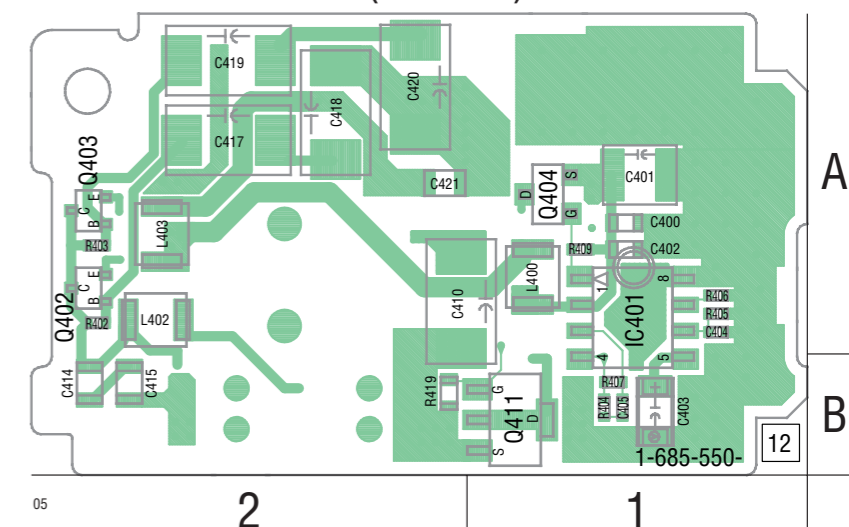 C419
C420
C418
C417
Q403
C
E
B
R403
L403
C421
D
S
Q404
G
C401
C400
C402
R409
A
E
C
B
Q402
R402
L402
C410
L400
1
8
IC401
4
5
R406
R405
C404
C414
C415
R419
G
Q411
D
S
R407
R404
C405
C403
B
1-685-550-
12
05
2
1